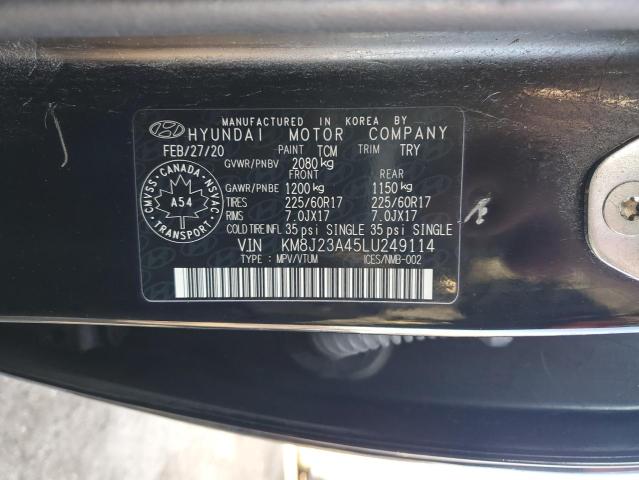 MANUFACTURED IN KOREA BY
HYUNDAI MOTOR COMPANY
FEB/27/20 PAINT TCM TRIM TRY
GVWR/PNBV 2080 kg
FRONT REAR
GAWR/PNBE 1200 kg 1150 kg
TIRES 225/60R17 225/60R17
RIMS 7.0JX17 7.0JX17
COLD TIRE INFL 35 psi SINGLE 35 psi SINGLE
VIN KM8J23A45LU249114
TYPE : MPV/VTUM ICES/NMB-002
CMVSS - CANADA - NSVAC
A54
TRANSPORT